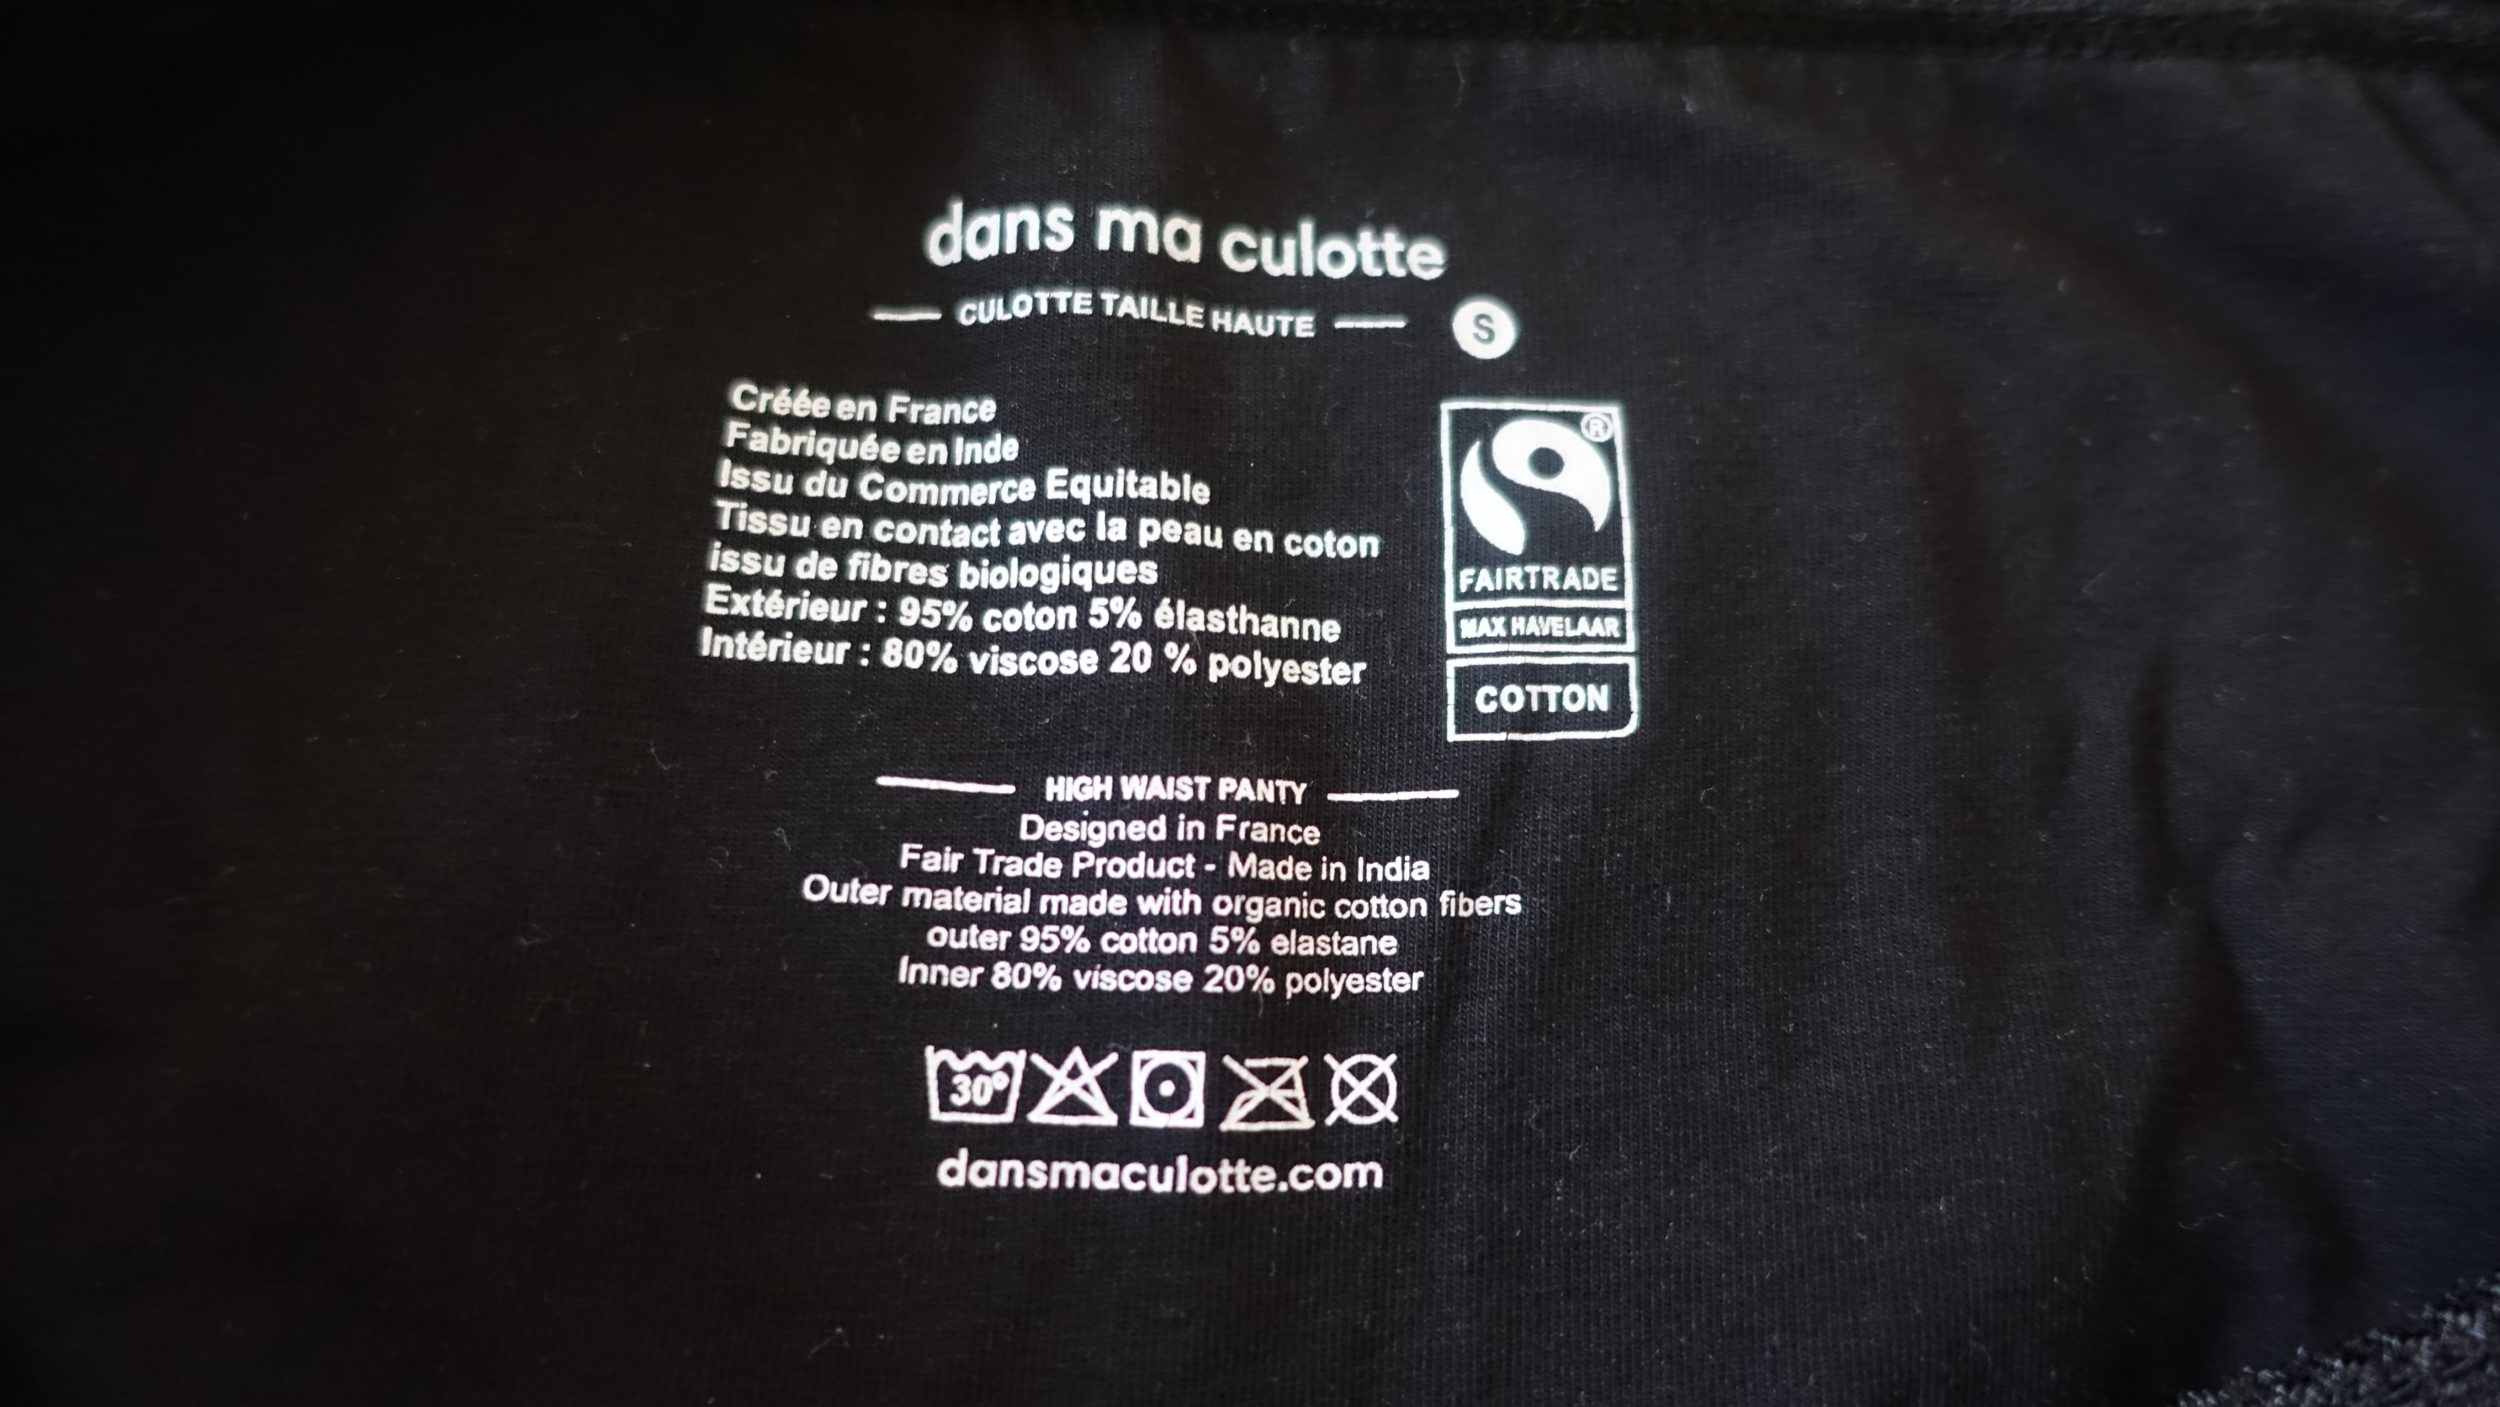 dans ma culotte
CULOTTE TAILLE HAUTE
S
Créée en France
Fabriquée en Inde
Issu du Commerce Equitable
Tissu en contact avec la peau en coton
issu de fibres biologiques
Extérieur : 95% coton 5% élasthanne
Intérieur : 80% viscose 20 % polyester
®
FAIRTRADE
MAX HAVELAAR
COTTON
HIGH WAIST PANTY
Designed in France
Fair Trade Product - Made in India
Outer material made with organic cotton fibers
outer 95% cotton 5% elastane
Inner 80% viscose 20% polyester
30°
dansmaculotte.com